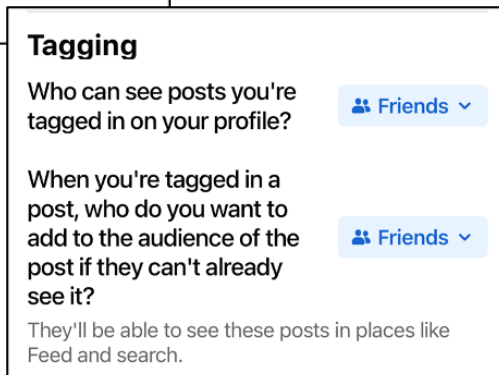 Tagging
Who can see posts you're
tagged in on your profile?
Friends
When you're tagged in a
post, who do you want to
add to the audience of the
post if they can't already
see it?
Friends
They'll be able to see these posts in places like
Feed and search.